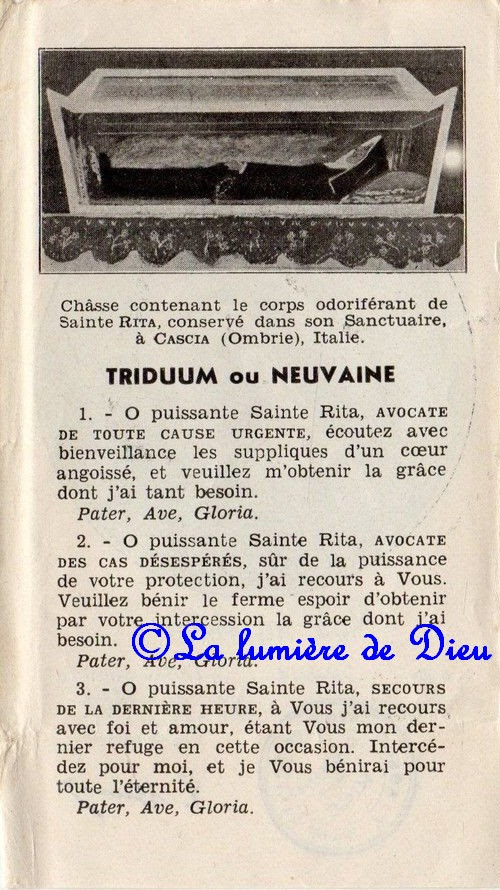 Châsse contenant le corps odoriférant de
Sainte RITA, conservé dans son Sanctuaire,
à CASCIA (Ombrie), Italie.
TRIDUUM ou NEUVAINE
1. - O puissante Sainte Rita, AVOCATE
DE TOUTE CAUSE URGENTE, écoutez avec
bienveillance les suppliques d'un cœur
angoissé, et veuillez m'obtenir la grâce
dont j'ai tant besoin.
Pater, Ave, Gloria.
2. - O puissante Sainte Rita, AVOCATE
DES CAS DÉSESPÉRÉS, sûr de la puissance
de votre protection, j'ai recours à Vous.
Veuillez bénir le ferme espoir d'obtenir
par votre intercession la grâce dont j'ai
besoin.
©La lumière de Dieu
Pater, Ave, Gloria.
3. - O puissante Sainte Rita, SECOURS
DE LA DERNIÈRE HEURE, à Vous j'ai recours
avec foi et amour, étant Vous mon der-
nier refuge en cette occasion. Intercé-
dez pour moi, et je Vous bénirai pour
toute l'éternité.
Pater, Ave, Gloria.